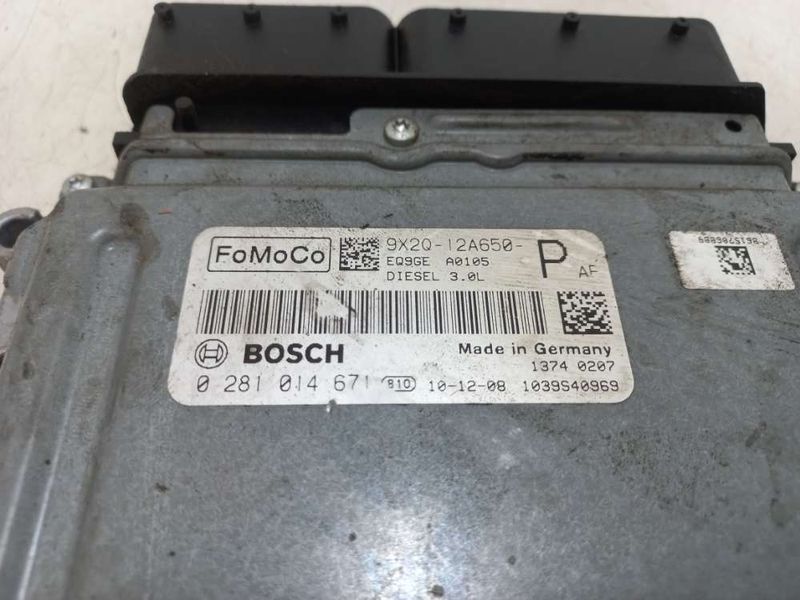 FoMoCo
9X2Q-12A650-
P AF
EQ9GE A0105
DIESEL 3.0L
BOSCH
Made in Germany
1374 0207
0 281 014 671 810 10-12-08 1039S40969